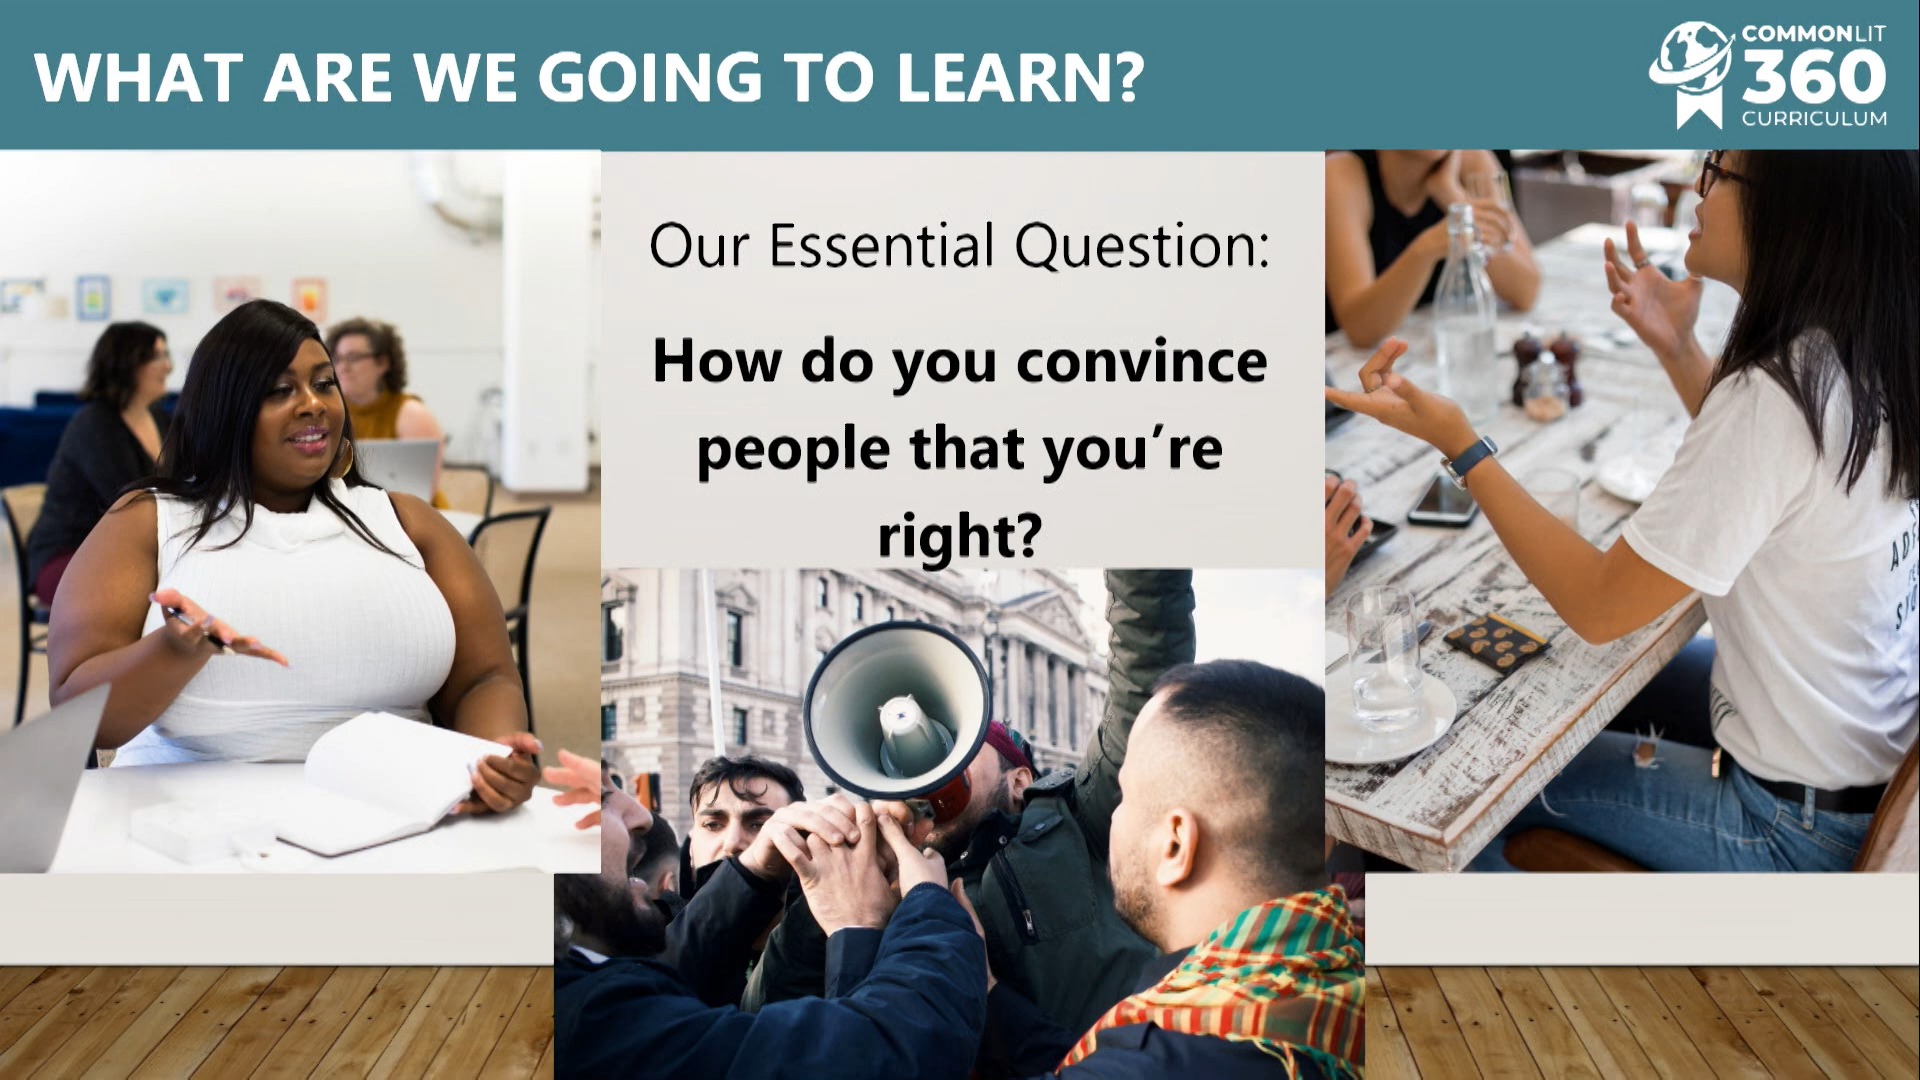 WHAT ARE WE GOING TO LEARN?
COMMONLIT
360
CURRICULUM
Our Essential Question:
How do you convince
people that you're
right?